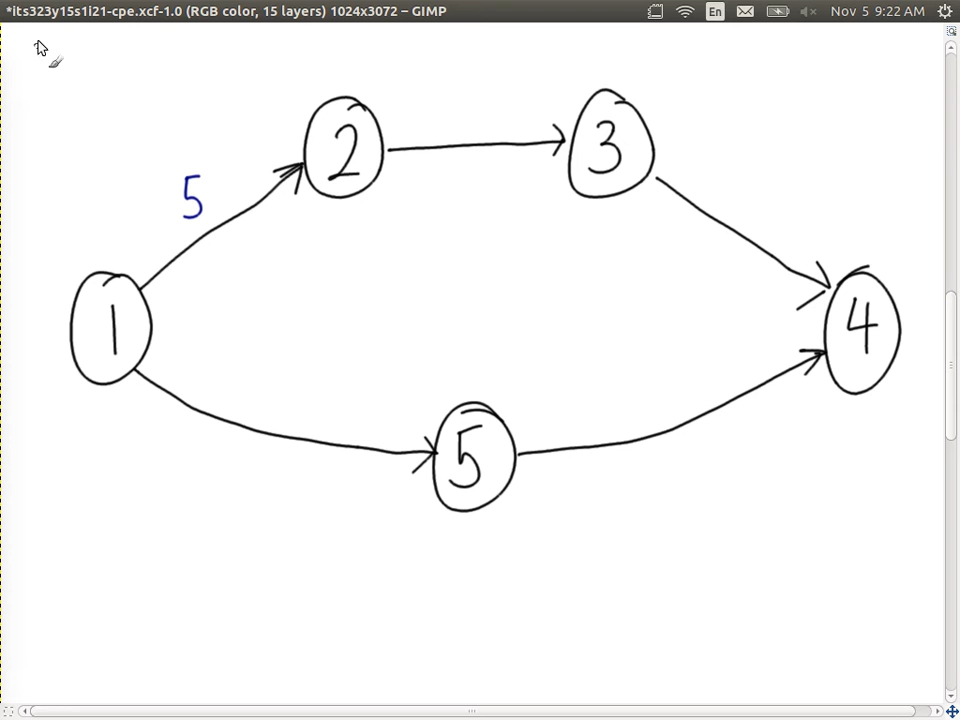 *its323y15s1i21-cpe.xcf-1.0 (RGB color, 15 layers) 1024x3072 – GIMP
En
Nov 5 9:22 AM
2
3
5
1
4
5